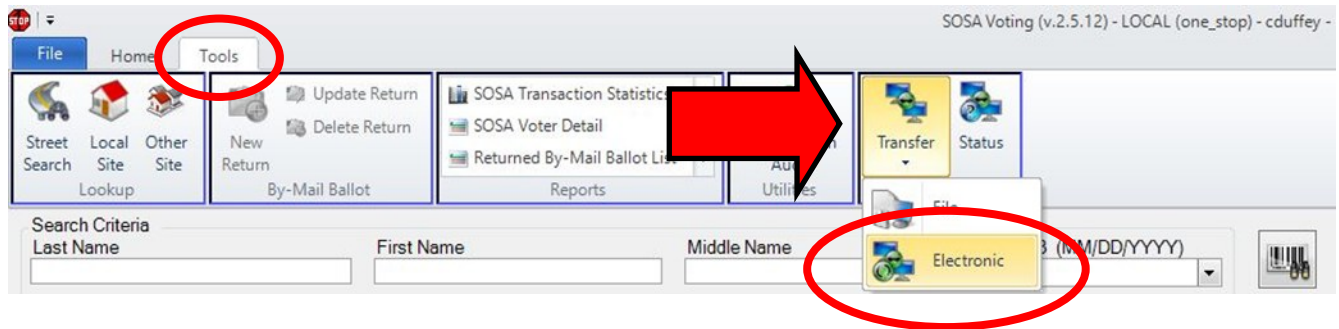 STOP SOSA Voting (v.2.5.12) - LOCAL (one_stop) - cduffey -
File Home Tools
Street Search
Local Site
Other Site
Lookup
New Return
Update Return
Delete Return
By-Mail Ballot
SOSA Transaction Statistics
SOSA Voter Detail
Returned By-Mail Ballot List
Reports
Utilities
Transfer
Status
File
Electronic
Search Criteria
Last Name First Name Middle Name (MM/DD/YYYY)